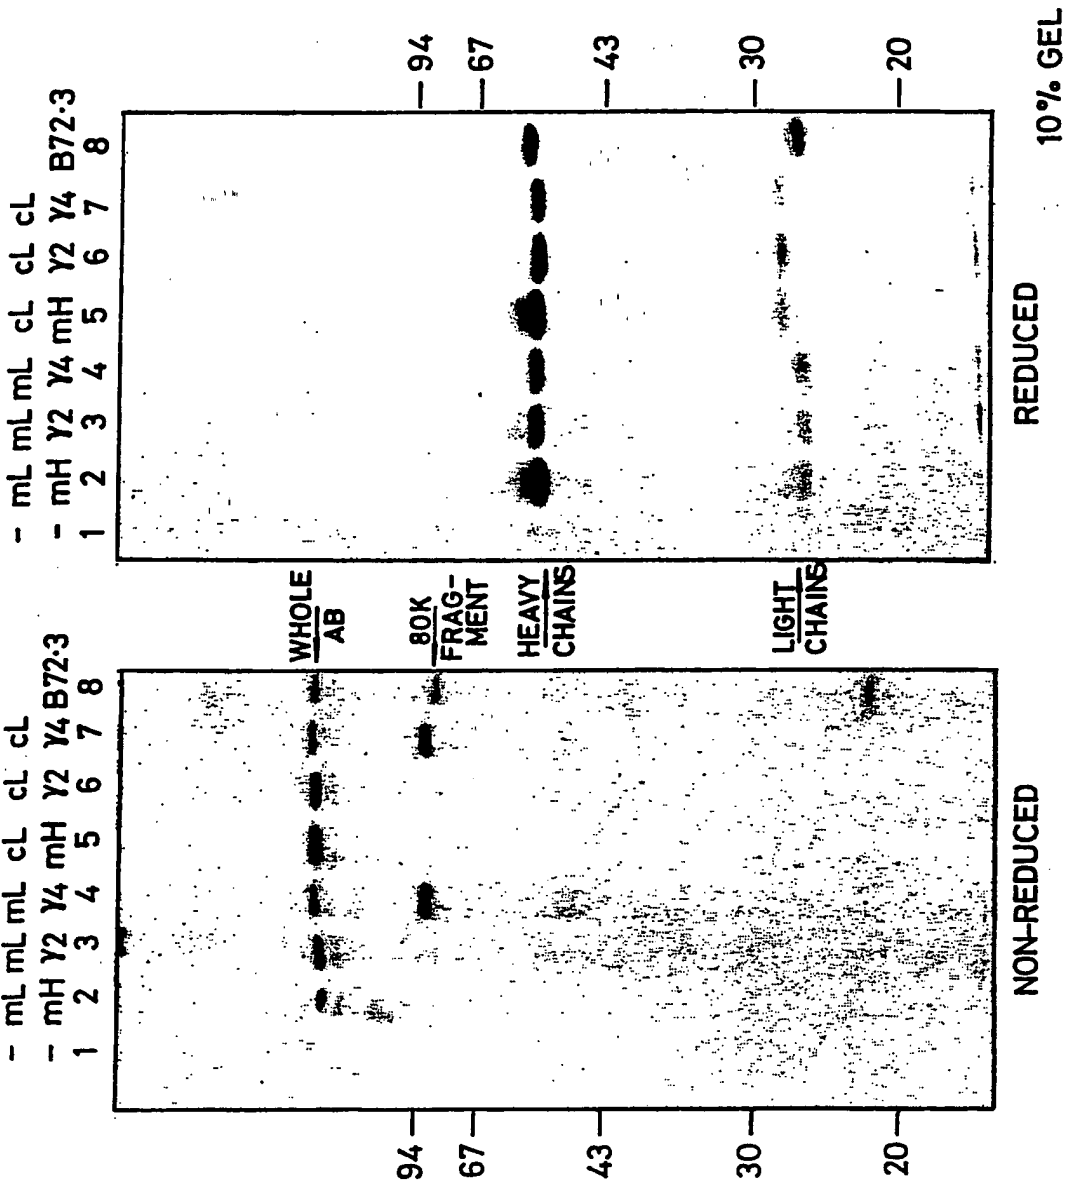 - mL mL mL cL cL cL
- mH γ2 γ4 mH γ2 γ4 B72·3
1 2 3 4 5 6 7 8
94
67
43
30
20
NON-REDUCED
WHOLE AB
80K FRAG-
MENT
HEAVY
CHAINS
LIGHT
CHAINS
- mL mL mL cL cL cL
- mH γ2 γ4 mH γ2 γ4 B72·3
1 2 3 4 5 6 7 8
94
67
43
30
20
REDUCED
10% GEL